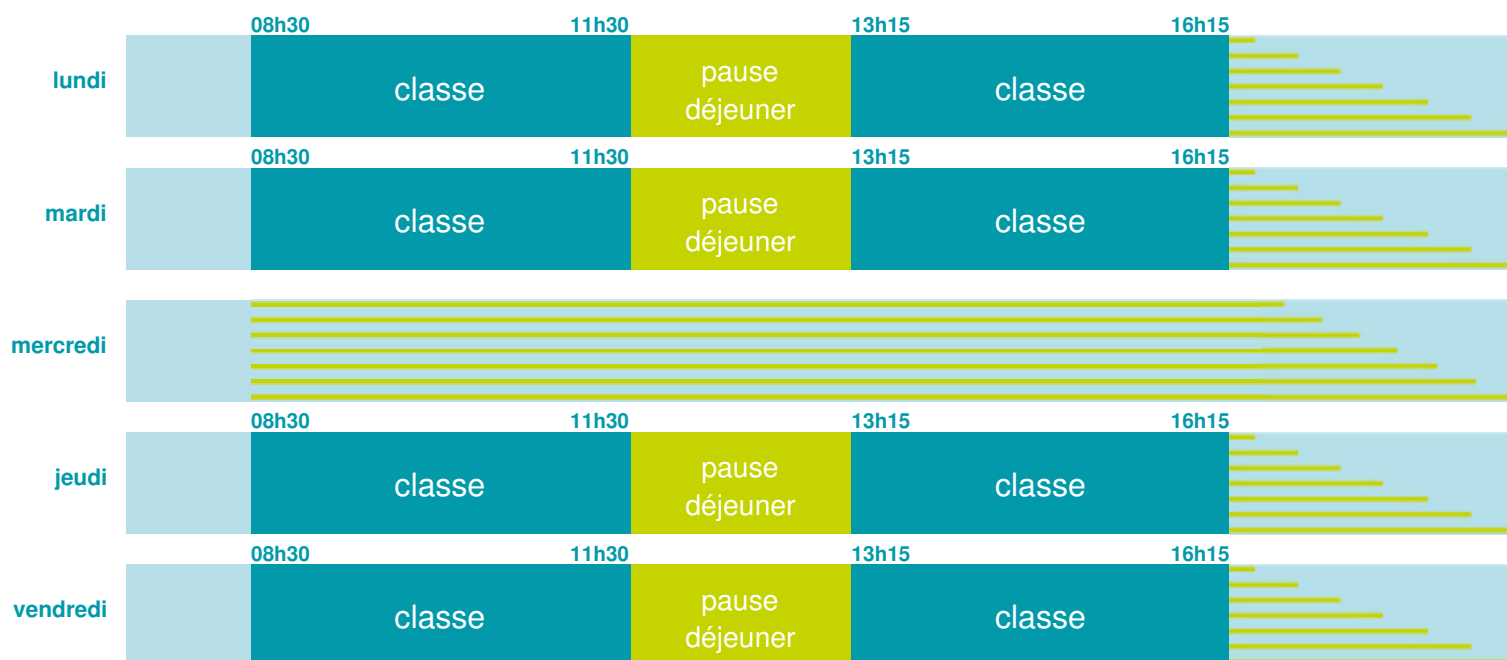 08h30 11h30 13h15 16h15
lundi classe pause déjeuner classe
08h30 11h30 13h15 16h15
mardi classe pause déjeuner classe
mercredi
08h30 11h30 13h15 16h15
jeudi classe pause déjeuner classe
08h30 11h30 13h15 16h15
vendredi classe pause déjeuner classe